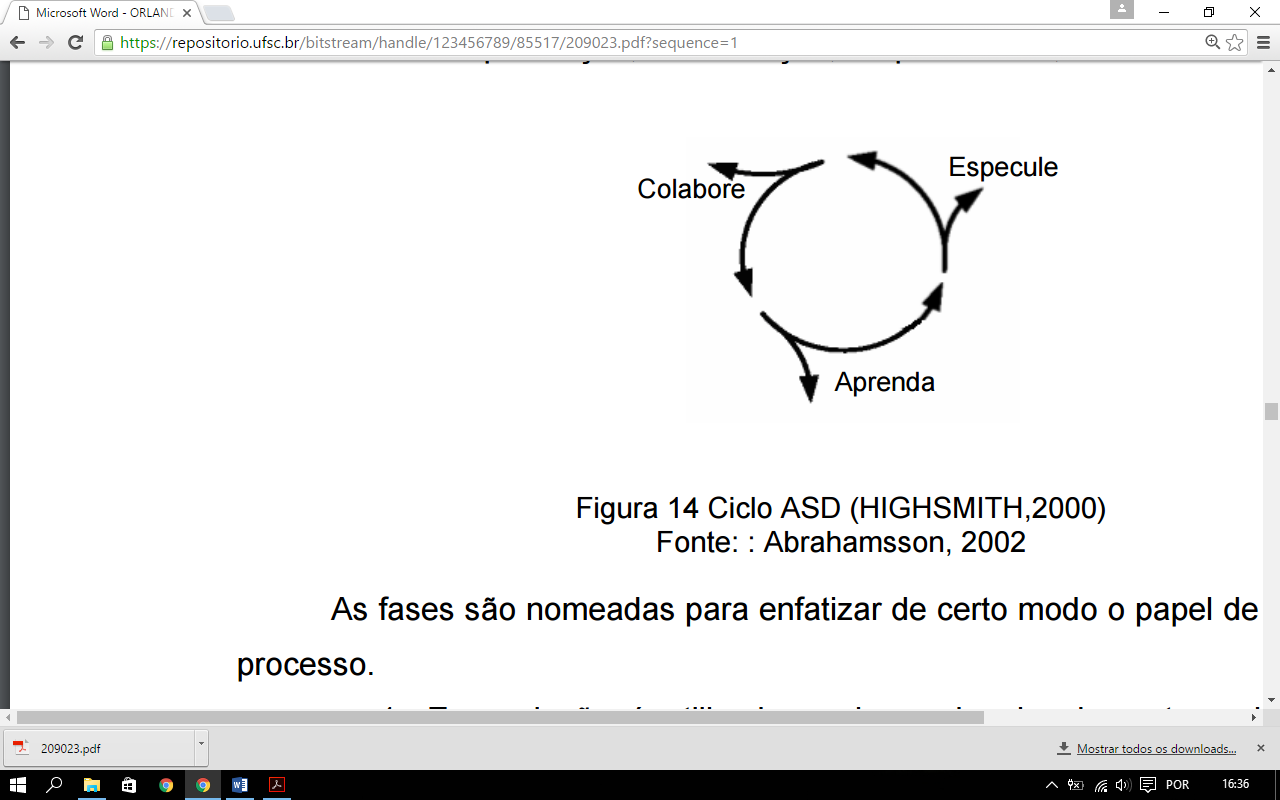 Microsoft Word - ORLAND
https://repositorio.ufsc.br/bitstream/handle/123456789/85517/209023.pdf?sequence=1
Especule
Colabore
Aprenda
Figura 14 Ciclo ASD (HIGHSMITH,2000)
Fonte: : Abrahamsson, 2002
As fases são nomeadas para enfatizar de certo modo o papel de
processo.
209023.pdf
Mostrar todos os downloads...
POR
16:36